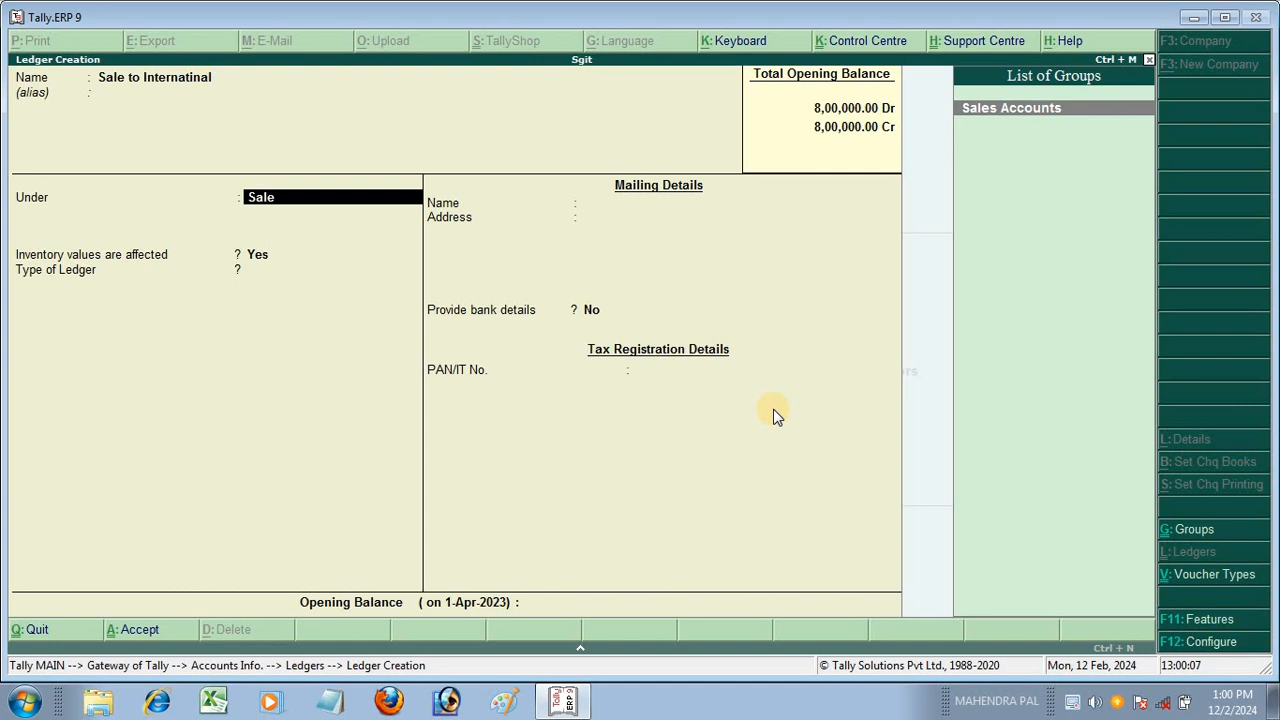 Tally.ERP 9
P: Print E: Export M: E-Mail O: Upload S: TallyShop G: Language K: Keyboard K: Control Centre H: Support Centre H: Help F3: Company
Ledger Creation Sgit Ctrl + M F3: New Company
Name : Sale to Internatinal Total Opening Balance List of Groups
(alias) :
8,00,000.00 Dr Sales Accounts
8,00,000.00 Cr
Mailing Details
Under : Sale
Name :
Address :
Inventory values are affected ? Yes
Type of Ledger ?
Provide bank details ? No
Tax Registration Details
PAN/IT No. :
L: Details
B: Set Chq Books
S: Set Chq Printing
G: Groups
L: Ledgers
V: Voucher Types
Opening Balance ( on 1-Apr-2023) :
F11: Features
Q: Quit A: Accept D: Delete
F12: Configure
Ctrl + N
Tally MAIN --> Gateway of Tally --> Accounts Info. --> Ledgers --> Ledger Creation © Tally Solutions Pvt Ltd., 1988-2020 Mon, 12 Feb, 2024 13:00:07
MAHENDRA PAL 1:00 PM
12/2/2024